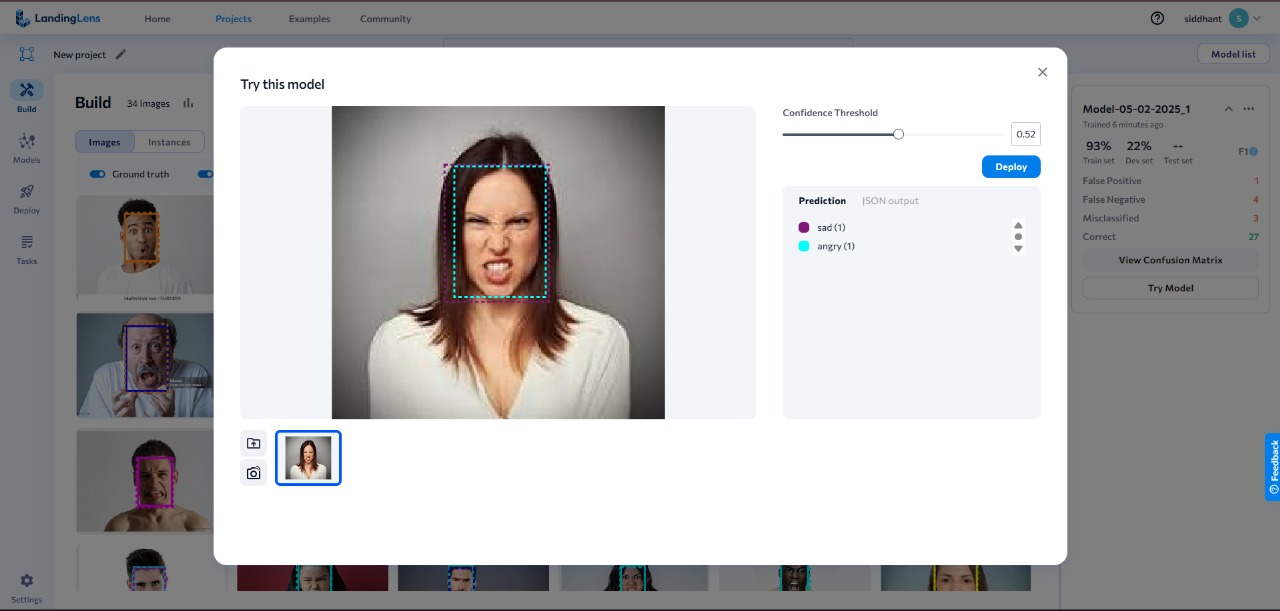 LandingLens
Home
Projects
Examples
Community
siddhant
S
New project
Model list
Build
Models
Deploy
Tasks
Settings
Build
34 images
Images
Instances
Ground truth
Try this model
Confidence Threshold
0.52
Deploy
Prediction
JSON output
sad (1)
angry (1)
Model-05-02-2025_1
Trained 6 minutes ago
93%
22%
--
F1
Train set
Dev set
Test set
False Positive
1
False Negative
4
Misclassified
3
Correct
27
View Confusion Matrix
Try Model
Feedback